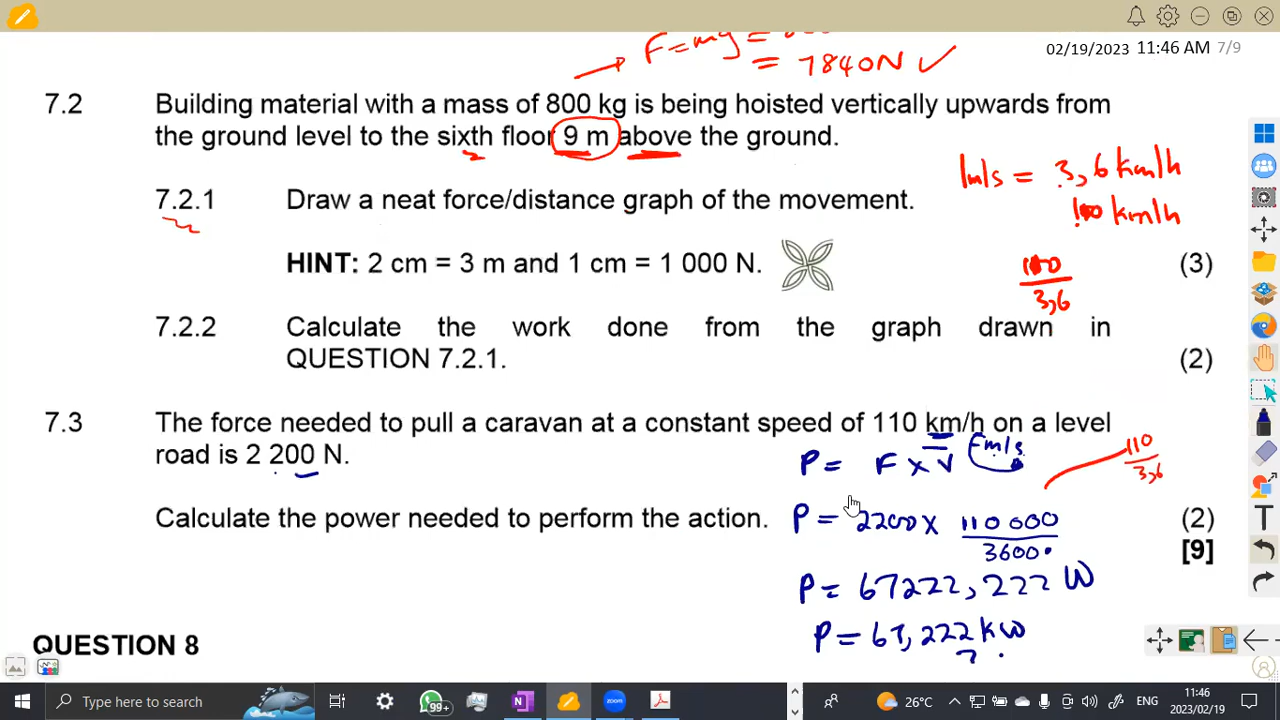 02/19/2023 11:46 AM 7/9
F = mg =
= 7840N ✓
7.2 Building material with a mass of 800 kg is being hoisted vertically upwards from
the ground level to the sixth floor 9 m above the ground.
1m/s = 3,6 km/h
100 km/h
7.2.1 Draw a neat force/distance graph of the movement.
HINT: 2 cm = 3 m and 1 cm = 1 000 N. (3)
100
3,6
7.2.2 Calculate the work done from the graph drawn in
QUESTION 7.2.1. (2)
7.3 The force needed to pull a caravan at a constant speed of 110 km/h on a level
road is 2 200 N.
P = F x V m/s
110
3,6
Calculate the power needed to perform the action. (2)
[9]
P = 2200 x 110 000
3600
P = 67222,222 W
P = 67,222 kW
QUESTION 8
Type here to search
99+
26°C
ENG
11:46
2023/02/19